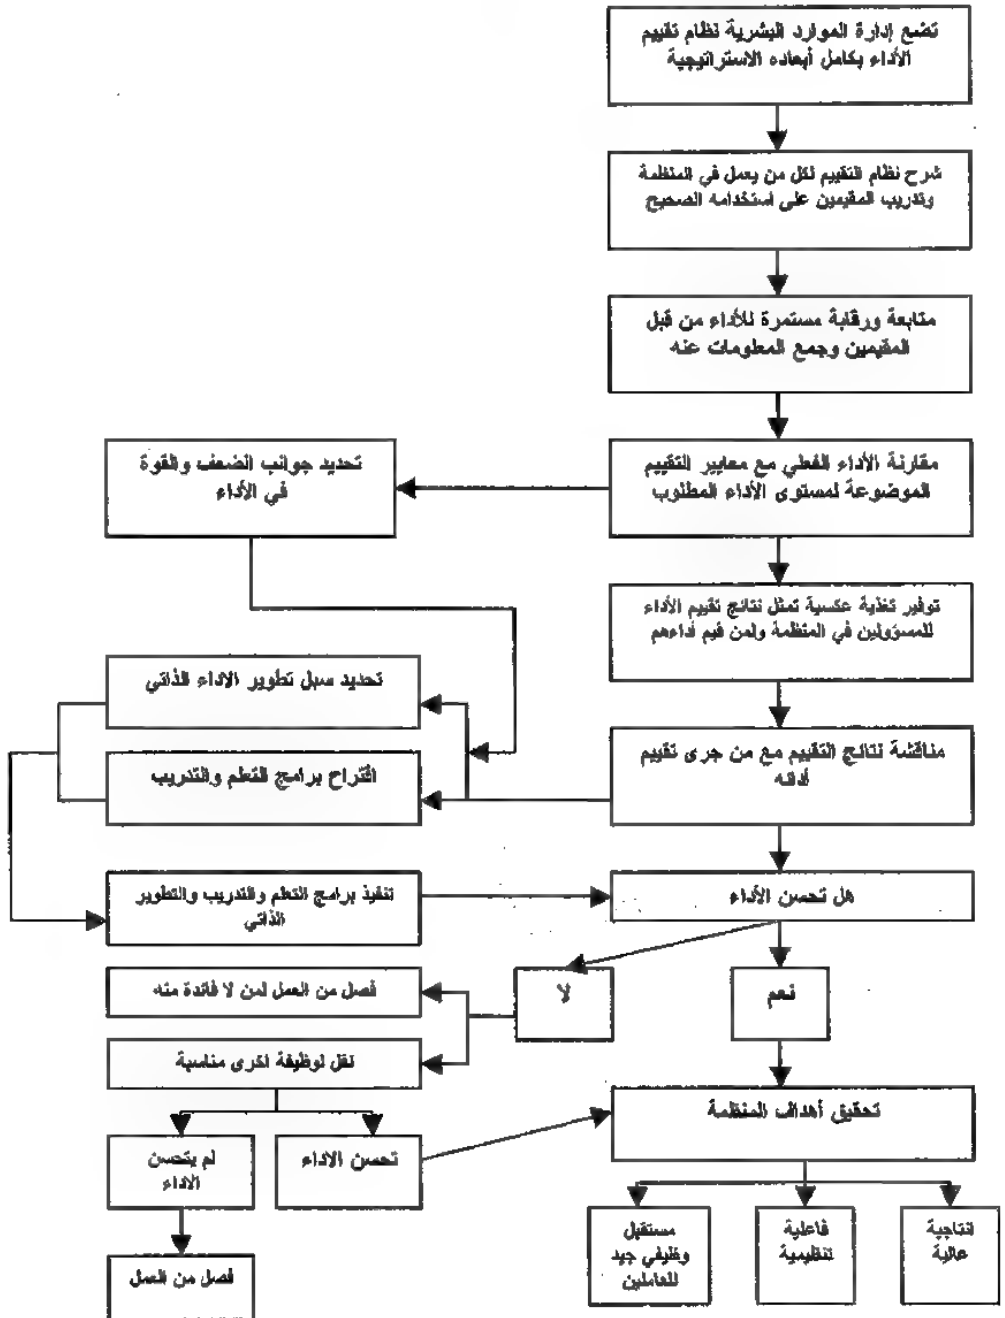 تضع إدارة الموارد البشرية نظام تقييم
الأداء بكامل أبعاده الاستراتيجية
شرح نظام التقييم لكل من يعمل في المنظمة
وتدريب المقيمين على استخدامه الصحيح
متابعة ورقابة مستمرة للأداء من قبل
المقيمين وجمع المعلومات عنه
مقارنة الأداء الفعلي مع معايير التقييم
الموضوعة لمستوى الأداء المطلوب
تحديد جوانب الضعف والقوة
في الأداء
توفير تغذية عكسية تمثل نتائج تقييم الأداء
للمسؤولين في المنظمة ولمن قيم أداءهم
مناقشة نتائج التقييم مع من جرى تقييم
أدائه
تحديد سبل تطوير الاداء الذاتي
اقتراح برامج التعلم والتدريب
تنفيذ برامج التعلم والتدريب والتطوير
الذاتي
هل تحسن الأداء
نعم
لا
فصل من العمل لمن لا فائدة منه
نقل لوظيفة اخرى مناسبة
تحسن الاداء
لم يتحسن
الاداء
فصل من العمل
تحقيق أهداف المنظمة
انتاجية
عالية
فاعلية
تنظيمية
مستقبل
وظيفي جيد
للعاملين